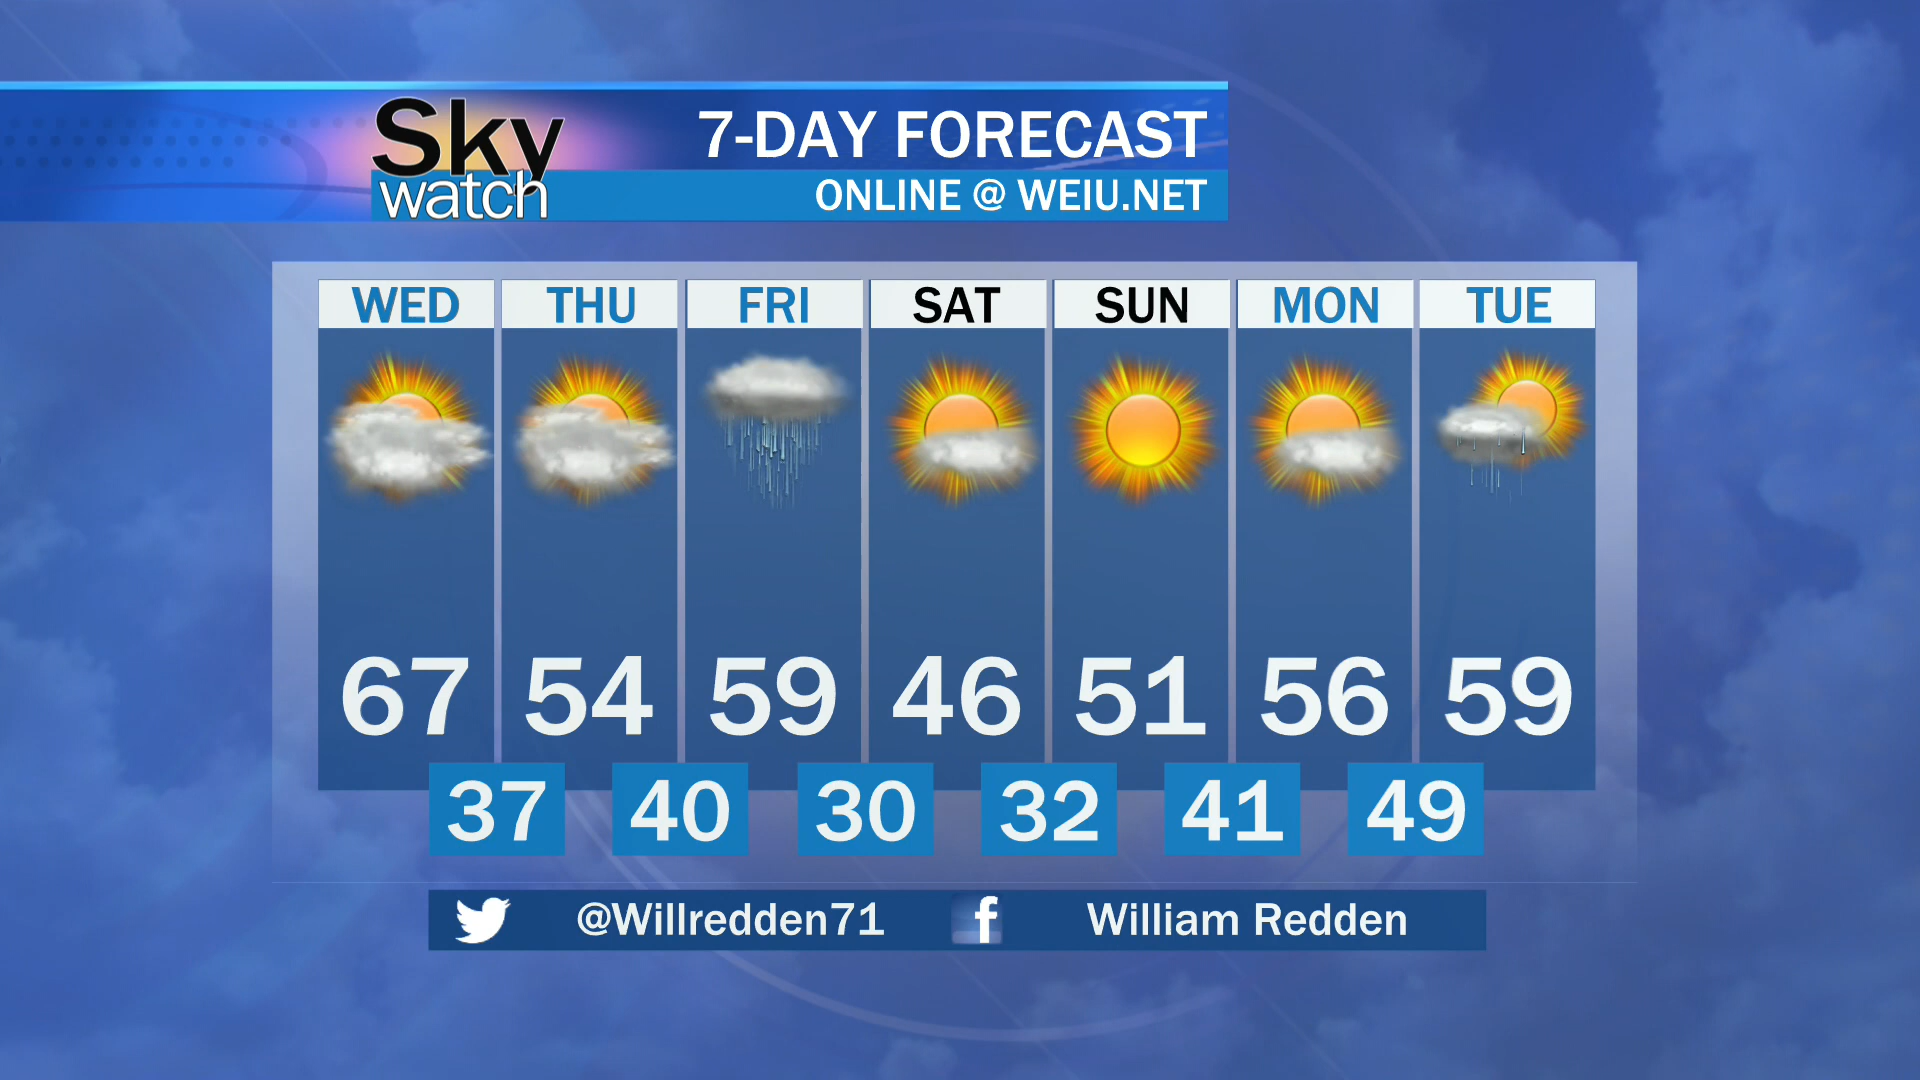 Sky
watch
7-DAY FORECAST
ONLINE @ WEIU.NET
WED THU FRI SAT SUN MON TUE
67 54 59 46 51 56 59
37 40 30 32 41 49
@Willredden71 f William Redden